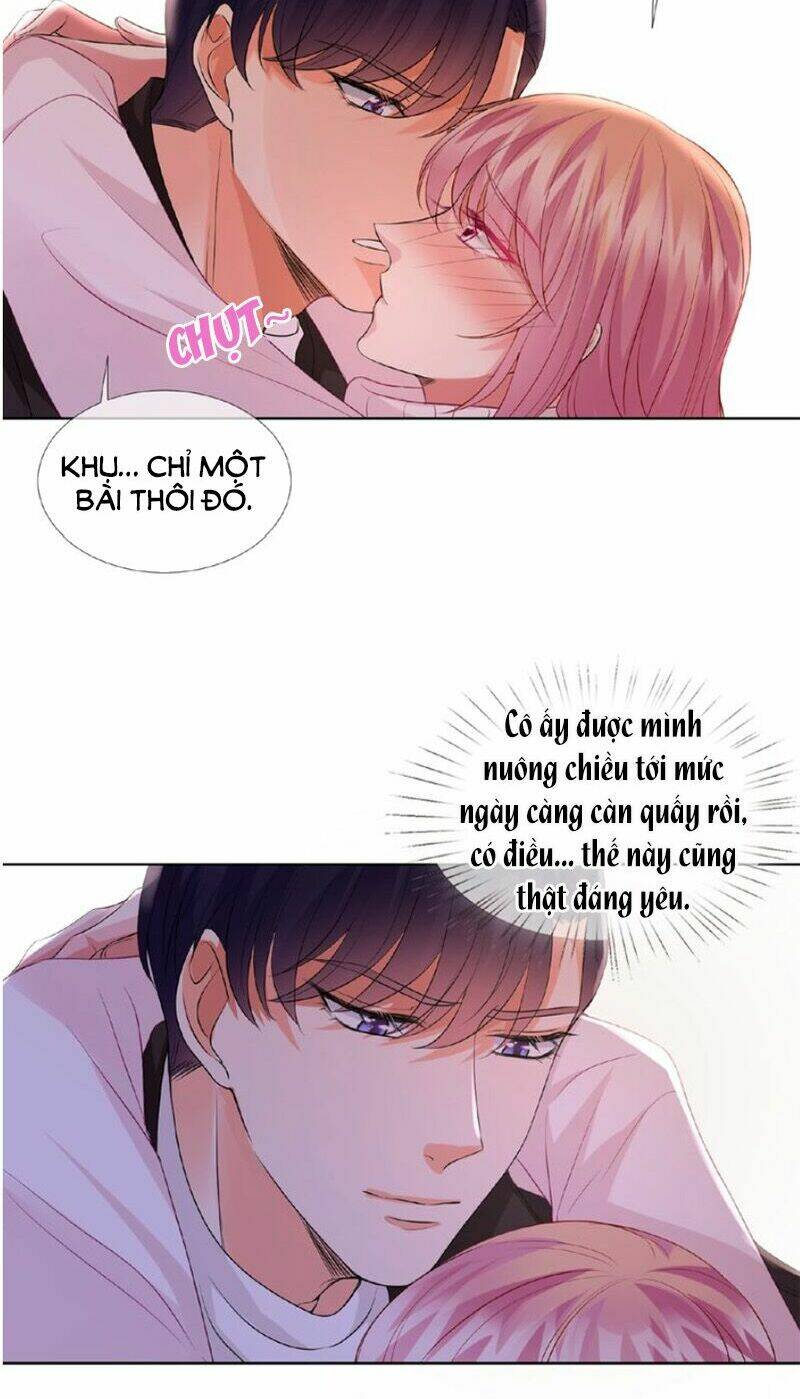 CHỤT~
KHỤ... CHỈ MỘT
BÀI THÔI ĐÓ.
Cô ấy được mình
nuông chiều tới mức
ngày càng càn quấy rồi,
có điều... thế này cũng
thật đáng yêu.